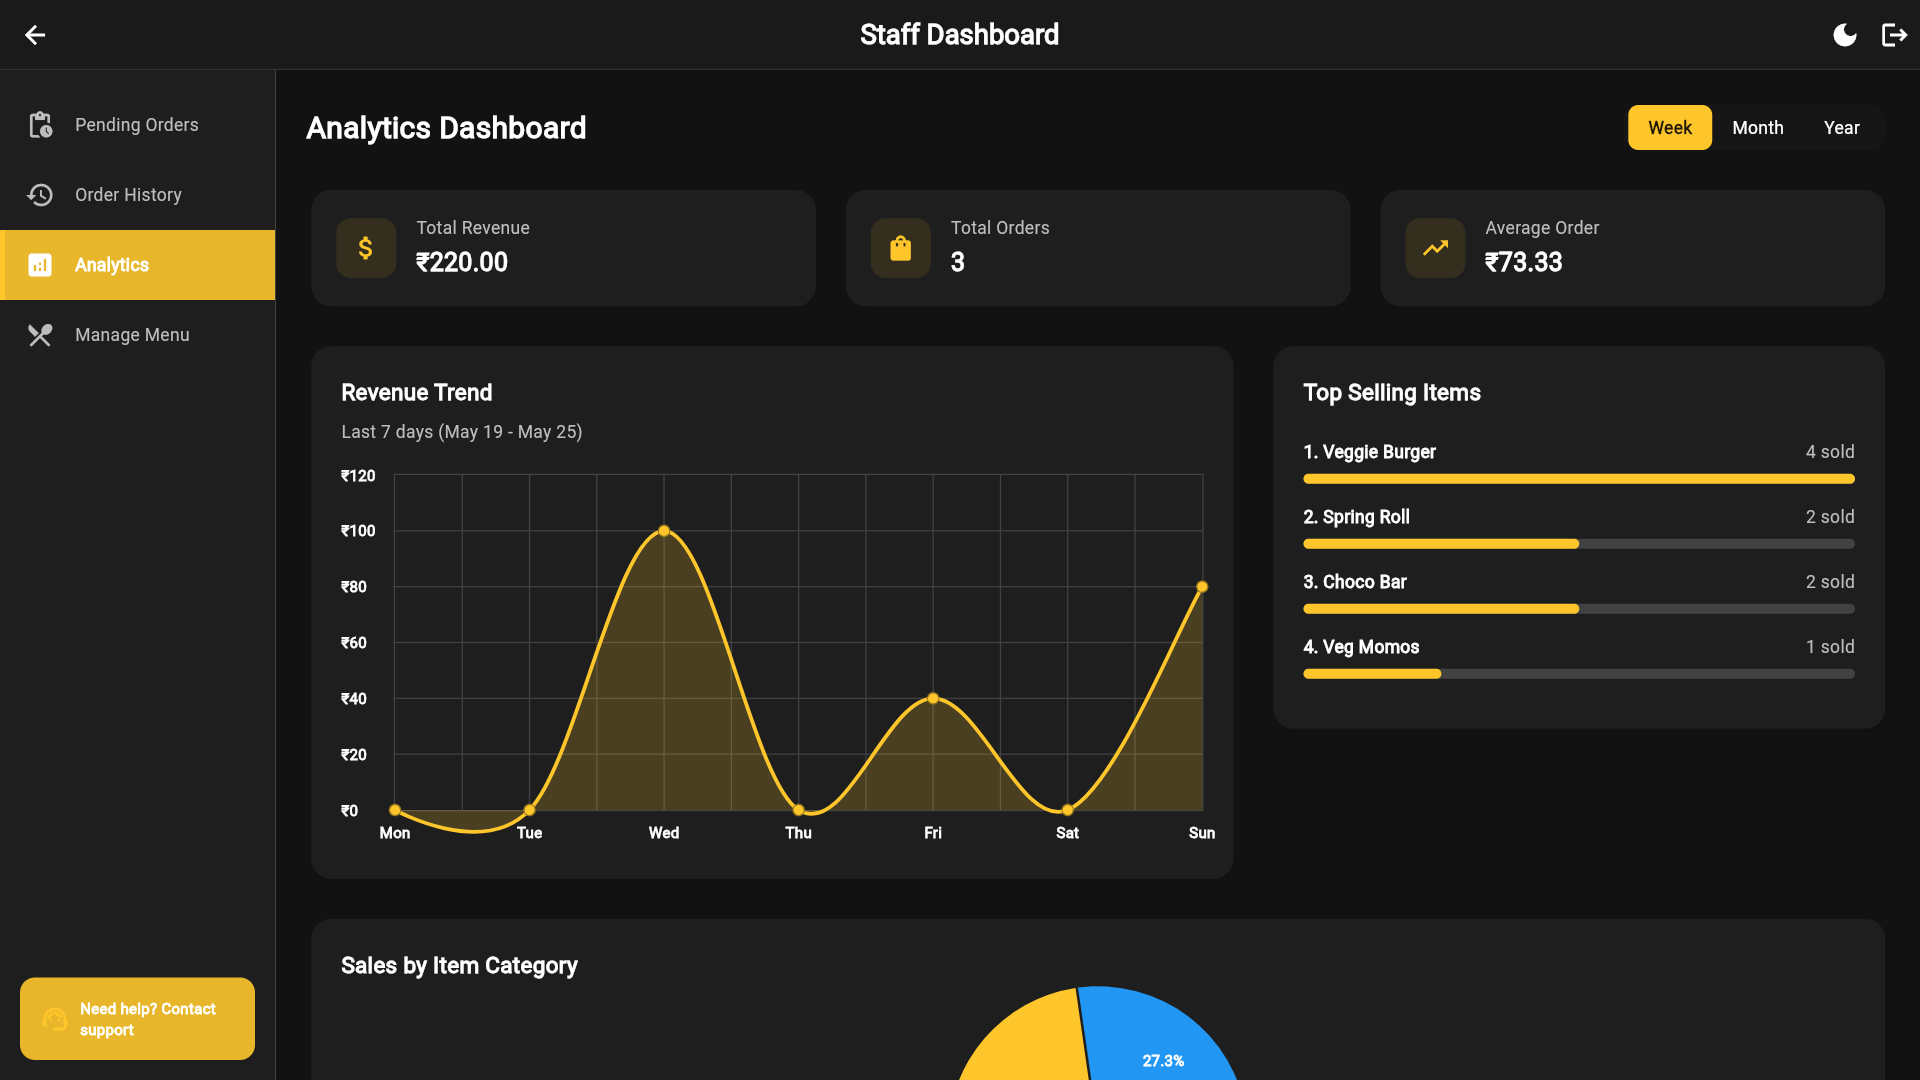 Staff Dashboard
Pending Orders
Order History
Analytics
Manage Menu
Need help? Contact
support
Analytics Dashboard
Week
Month
Year
Total Revenue
₹220.00
Total Orders
3
Average Order
₹73.33
Revenue Trend
Last 7 days (May 19 - May 25)
₹120
₹100
₹80
₹60
₹40
₹20
₹0
Mon
Tue
Wed
Thu
Fri
Sat
Sun
Top Selling Items
1. Veggie Burger
4 sold
2. Spring Roll
2 sold
3. Choco Bar
2 sold
4. Veg Momos
1 sold
Sales by Item Category
27.3%